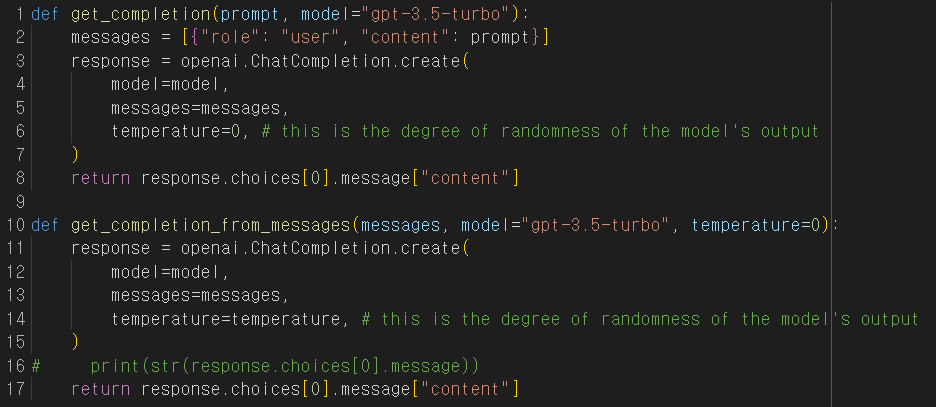 1 def get_completion(prompt, model="gpt-3.5-turbo"):
2     messages = [{"role": "user", "content": prompt}]
3     response = openai.ChatCompletion.create(
4         model=model,
5         messages=messages,
6         temperature=0, # this is the degree of randomness of the model's output
7     )
8     return response.choices[0].message["content"]
9
10 def get_completion_from_messages(messages, model="gpt-3.5-turbo", temperature=0):
11     response = openai.ChatCompletion.create(
12         model=model,
13         messages=messages,
14         temperature=temperature, # this is the degree of randomness of the model's output
15     )
16 #     print(str(response.choices[0].message))
17     return response.choices[0].message["content"]